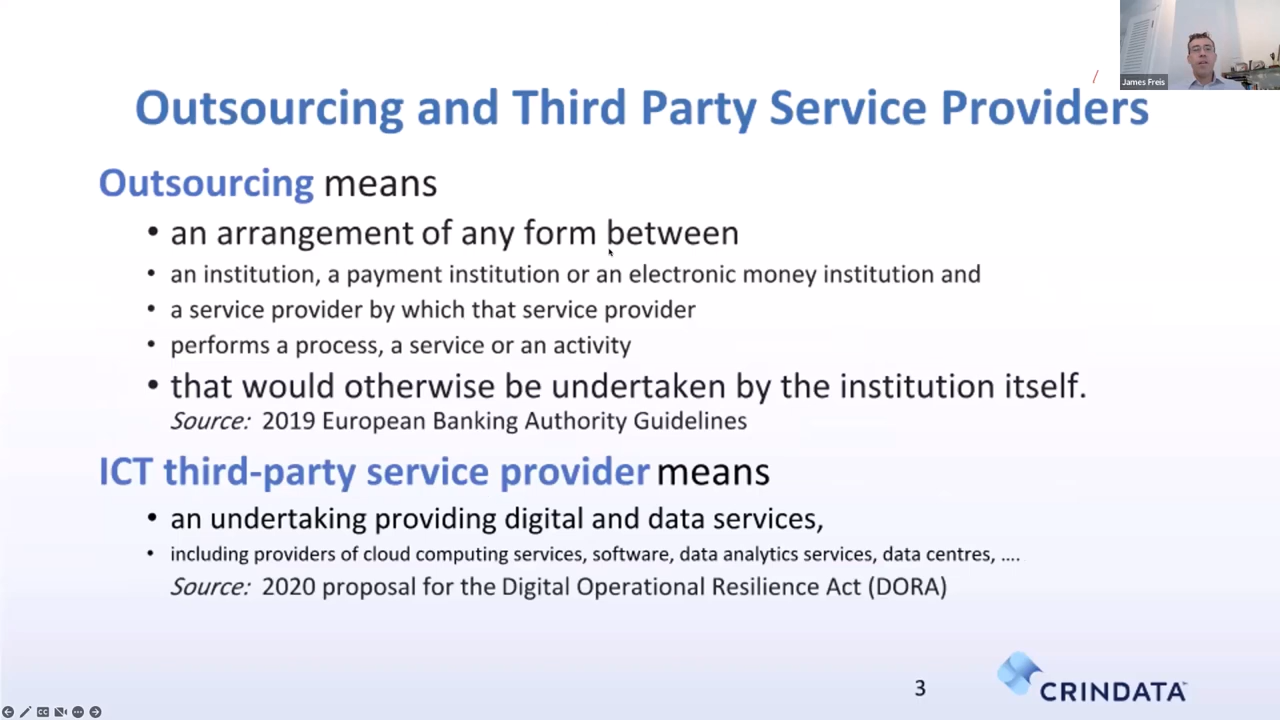 James Freis
Outsourcing and Third Party Service Providers
Outsourcing means
• an arrangement of any form between
• an institution, a payment institution or an electronic money institution and
• a service provider by which that service provider
• performs a process, a service or an activity
• that would otherwise be undertaken by the institution itself.
Source: 2019 European Banking Authority Guidelines
ICT third-party service provider means
• an undertaking providing digital and data services,
• including providers of cloud computing services, software, data analytics services, data centres, ....
Source: 2020 proposal for the Digital Operational Resilience Act (DORA)
3
CRINDATA™